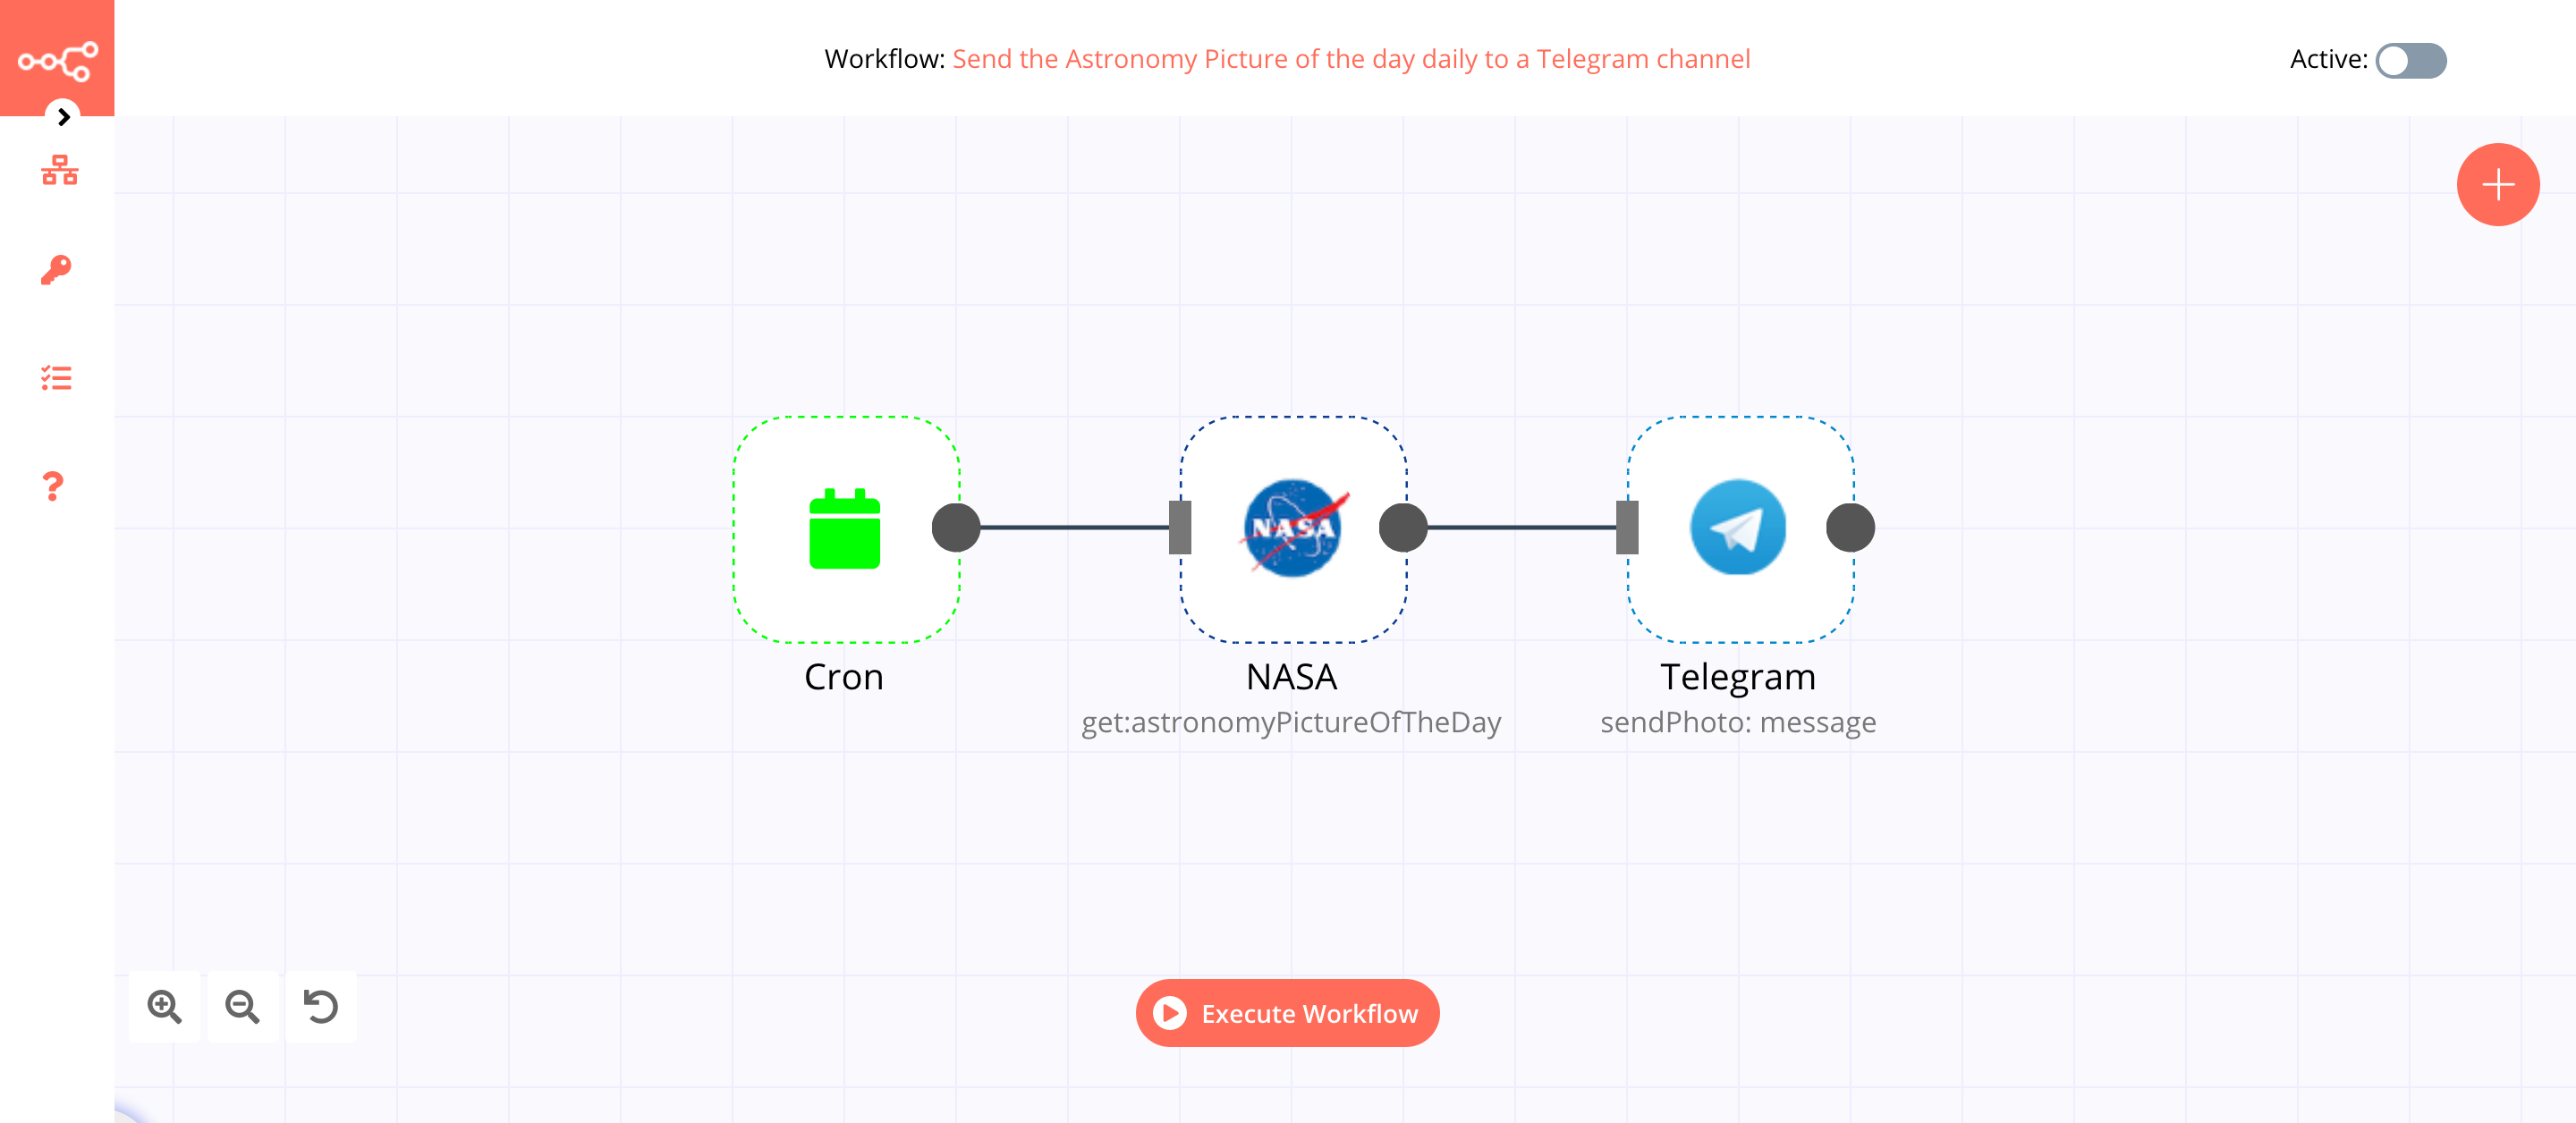 Workflow: Send the Astronomy Picture of the day daily to a Telegram channel
Active:
NASA
Cron
NASA
Telegram
get:astronomyPictureOfTheDay
sendPhoto: message
Execute Workflow